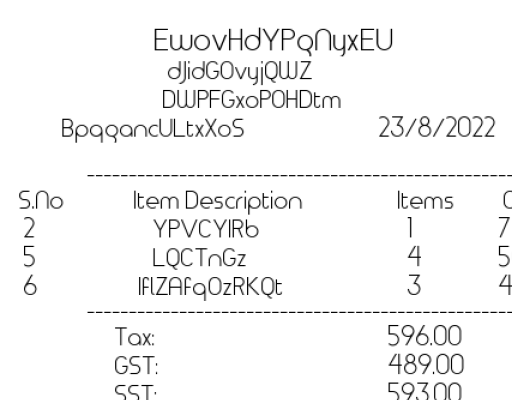 EwovHdYPqNyxEU
dJidGOvyjQWZ
DWPFGxoPOHDtm
BpqqancULtxXoS 23/8/2022
S.No Item Description Items
2 YPVCYIRb 1 7
5 LQCTnGz 4 5
6 IflZAfqOzRKQt 3 4
Tax: 596.00
GST: 489.00
SST: 593.00